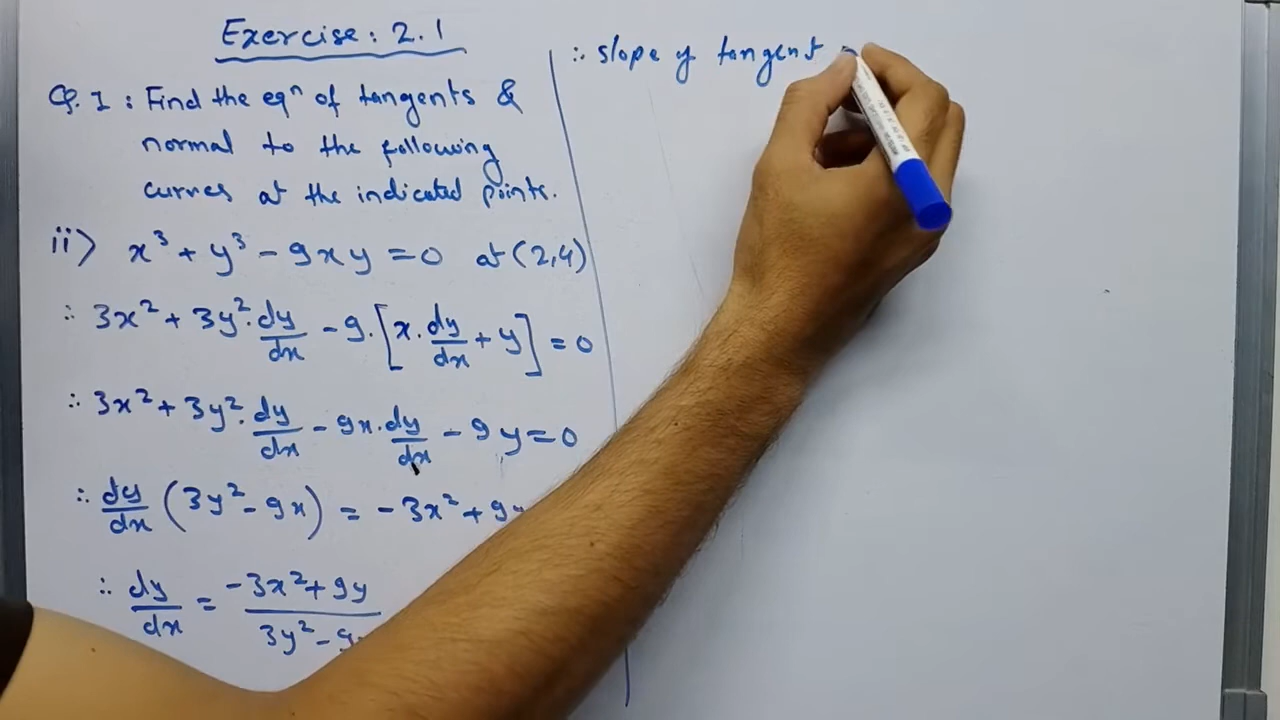 Exercise: 2.1
Q.1: Find the eqⁿ of tangents &
normal to the following
curves at the indicated points.
ii) x³ + y³ - 9xy = 0 at (2,4)
∴ 3x² + 3y².dy/dx - 9.[x.dy/dx + y] = 0
∴ 3x² + 3y².dy/dx - 9x.dy/dx - 9y = 0
∴ dy/dx (3y² - 9x) = -3x² + 9y
∴ dy/dx = -3x² + 9y / 3y² - 9
∴ slope of tangent